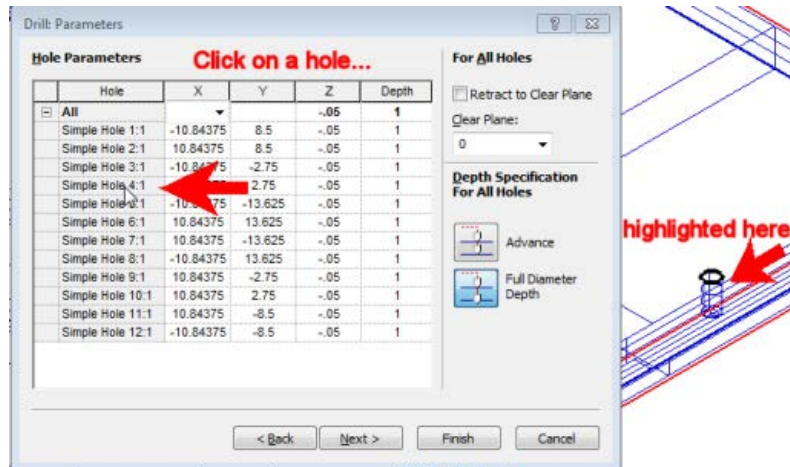 Drill: Parameters
Hole Parameters
Click on a hole...
For All Holes
Hole X Y Z Depth
All -.05 1
Simple Hole 1:1 -10.84375 8.5 -.05 1
Simple Hole 2:1 10.84375 8.5 -.05 1
Simple Hole 3:1 -2.75 -.05 1
Simple Hole 4:1 2.75 -.05 1
Simple -13.625 -.05 1
Simple Hole 6:1 10.84375 13.625 -.05 1
Simple Hole 7:1 10.84375 -13.625 -.05 1
Simple Hole 8:1 -10.84375 13.625 -.05 1
Simple Hole 9:1 10.84375 -2.75 -.05 1
Simple Hole 10:1 10.84375 2.75 -.05 1
Simple Hole 11:1 10.84375 -8.5 -.05 1
Simple Hole 12:1 -10.84375 -8.5 -.05 1
Retract to Clear Plane
Clear Plane:
0
Depth Specification
For All Holes
Advance
Full Diameter
Depth
highlighted here
< Back Next > Finish Cancel